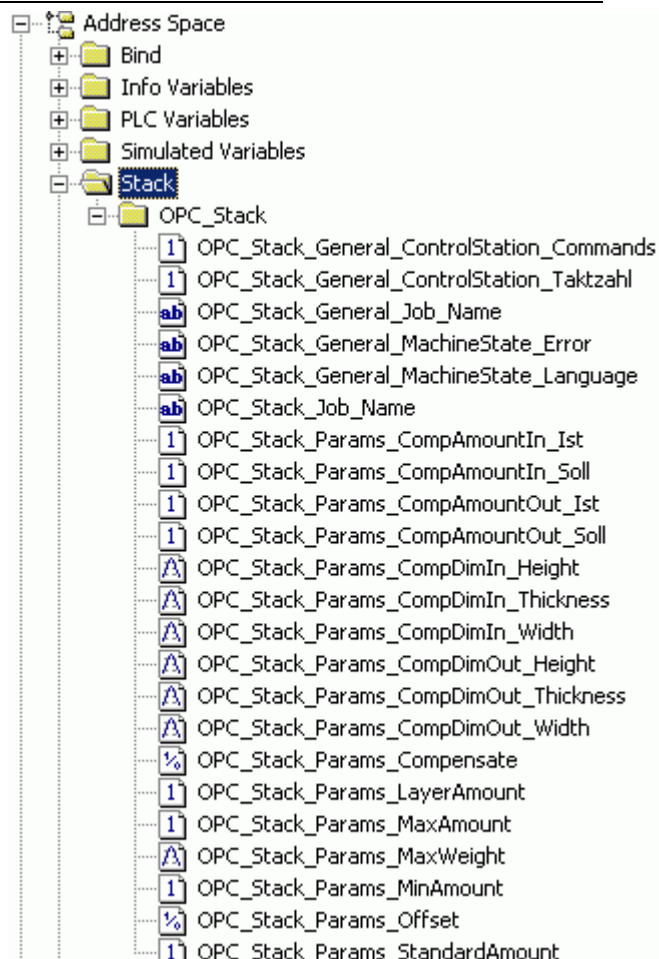 Address Space
Bind
Info Variables
PLC Variables
Simulated Variables
Stack
OPC_Stack
OPC_Stack_General_ControlStation_Commands
OPC_Stack_General_ControlStation_Taktzahl
OPC_Stack_General_Job_Name
OPC_Stack_General_MachineState_Error
OPC_Stack_General_MachineState_Language
OPC_Stack_Job_Name
OPC_Stack_Params_CompAmountIn_Ist
OPC_Stack_Params_CompAmountIn_Soll
OPC_Stack_Params_CompAmountOut_Ist
OPC_Stack_Params_CompAmountOut_Soll
OPC_Stack_Params_CompDimIn_Height
OPC_Stack_Params_CompDimIn_Thickness
OPC_Stack_Params_CompDimIn_Width
OPC_Stack_Params_CompDimOut_Height
OPC_Stack_Params_CompDimOut_Thickness
OPC_Stack_Params_CompDimOut_Width
OPC_Stack_Params_Compensate
OPC_Stack_Params_LayerAmount
OPC_Stack_Params_MaxAmount
OPC_Stack_Params_MaxWeight
OPC_Stack_Params_MinAmount
OPC_Stack_Params_Offset
OPC_Stack_Params_StandardAmount